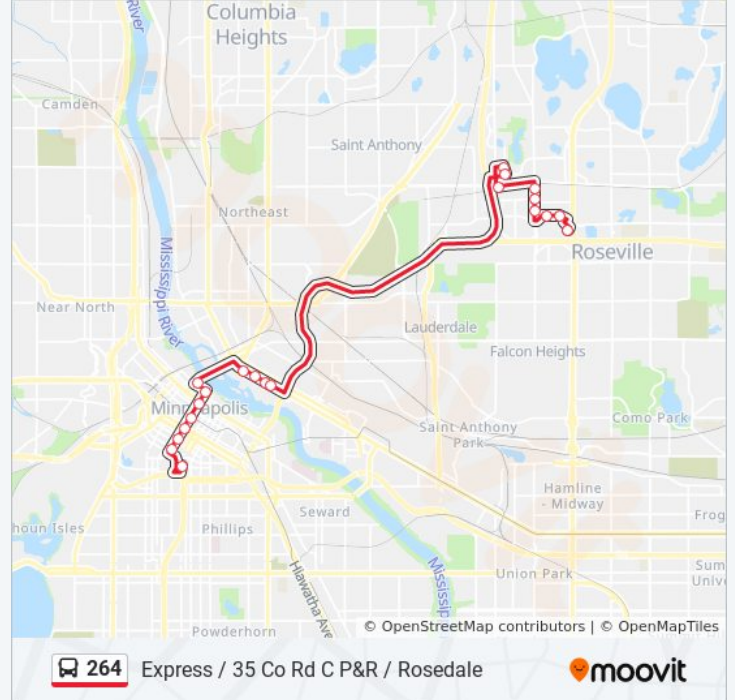 River
Columbia
Heights
Camden
Saint Anthony
Northeast
Mississippi River
Roseville
Near North
Lauderdale
Falcon Heights
Minneapolis
Como Park
Saint Anthony
Park
Hamline
- Midway
Seward
Frog
houn Isles
Phillips
Hiawatha Ave
Mississip
Union Park
Sum
Unive
Powderhorn
© OpenStreetMap contributors | © OpenMapTiles
264 Express / 35 Co Rd C P&R / Rosedale
moovit